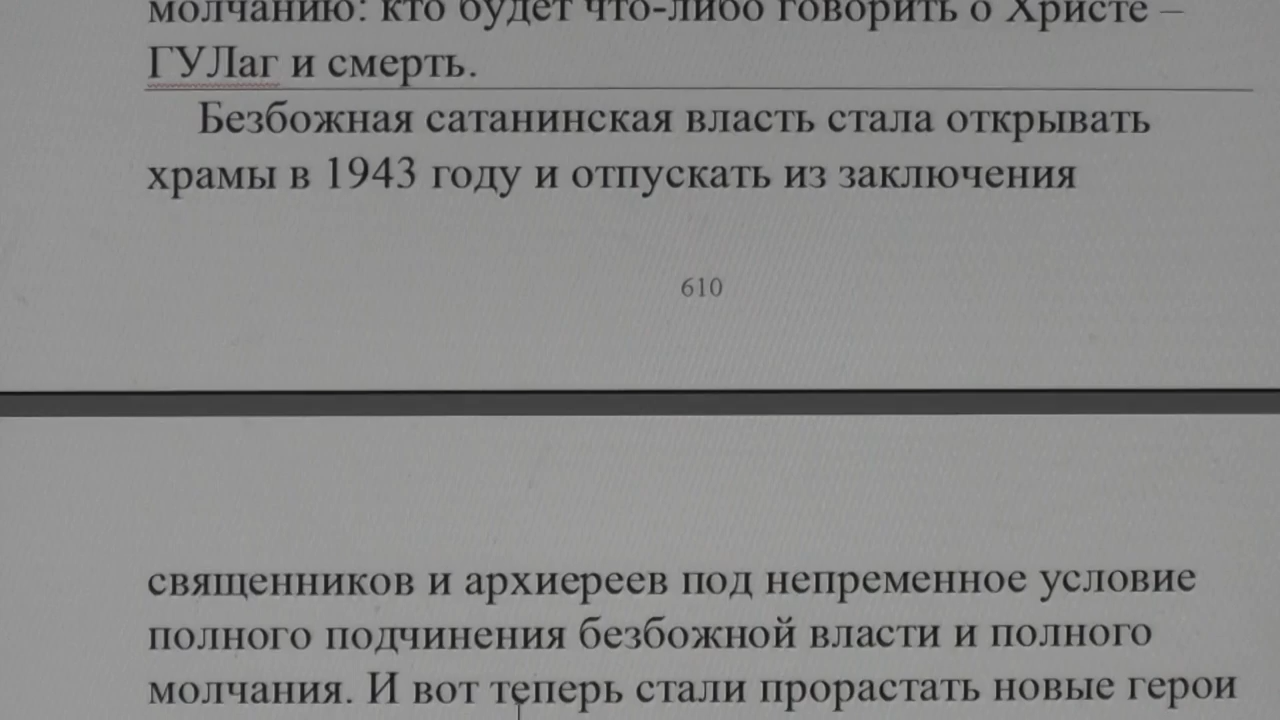 молчанию: кто будет что-либо говорить о Христе –
ГУЛаг и смерть.
Безбожная сатанинская власть стала открывать
храмы в 1943 году и отпускать из заключения
610
священников и архиереев под непременное условие
полного подчинения безбожной власти и полного
молчания. И вот теперь стали прорастать новые герои